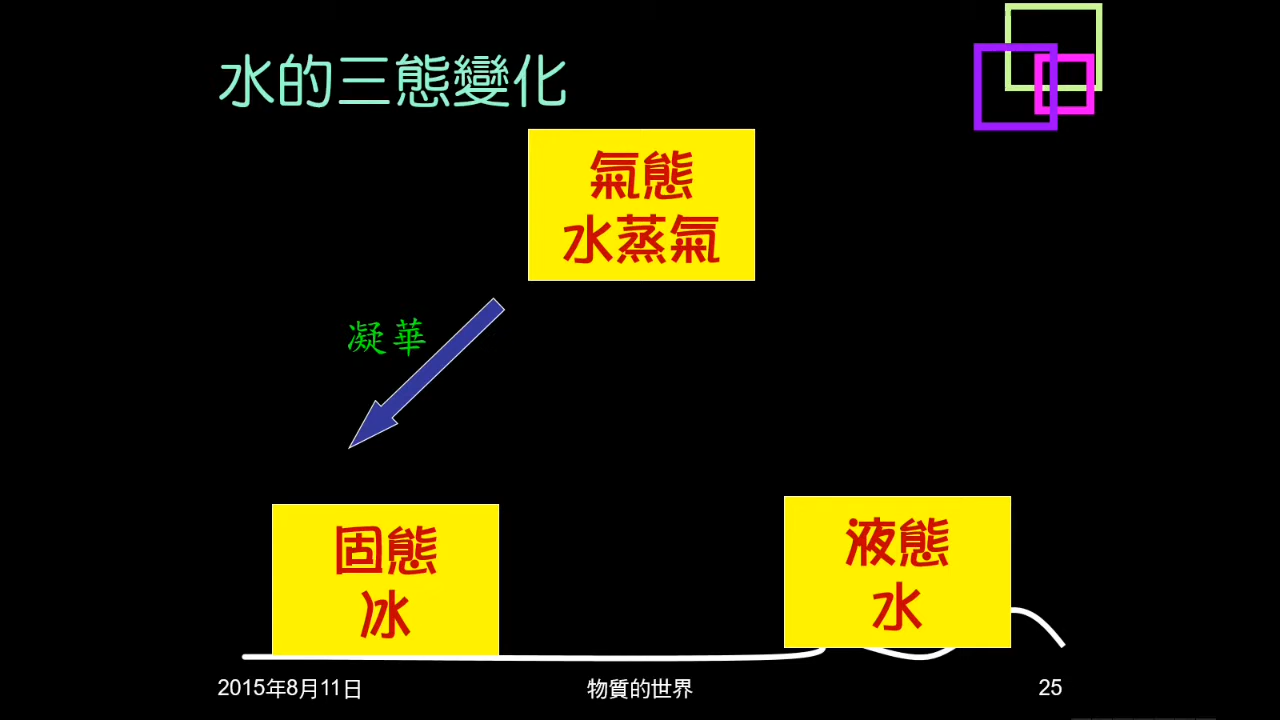 水的三態變化
氣態
水蒸氣
凝華
固態
冰
液態
水
2015年8月11日
物質的世界
25